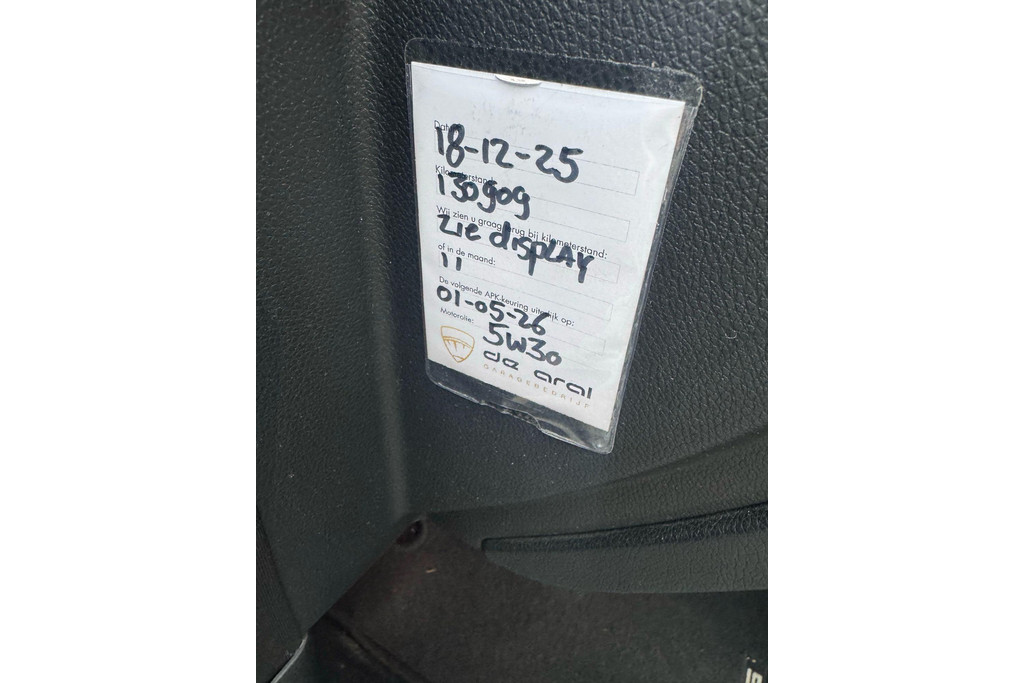 Datum:
18-12-25
Kilometerstand:
130909
Wij zien u graag terug bij kilometerstand:
zie display
of in de maand:
11
De volgende APK-keuring uiterlijk op:
01-05-26
Motorolie:
5W30
de aral
GARAGEBEDRIJF